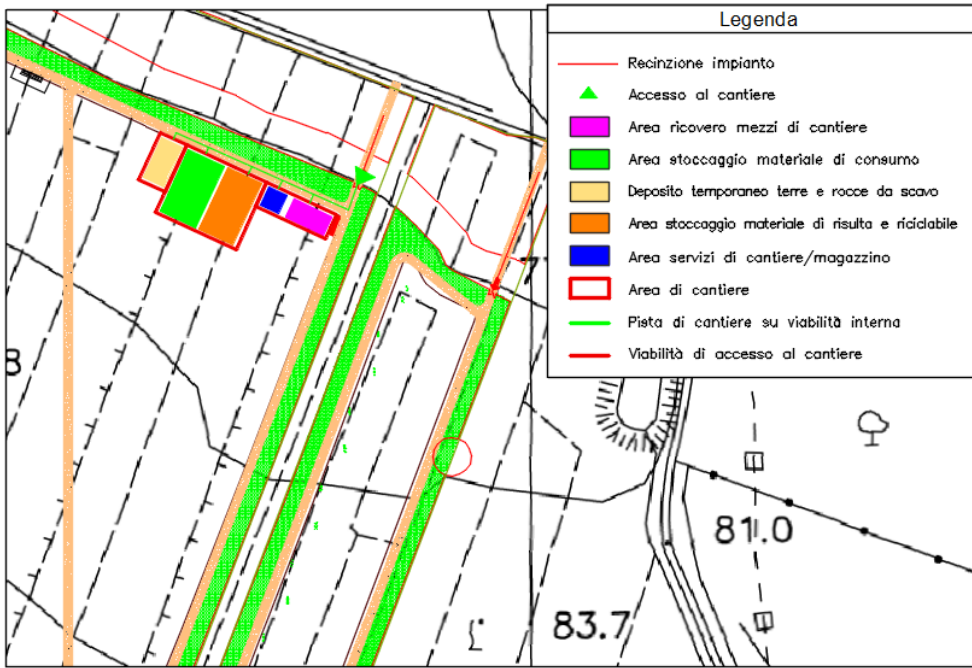 Legenda
Recinzione impianto
Accesso al cantiere
Area ricovero mezzi di cantiere
Area stoccaggio materiale di consumo
Deposito temporaneo terre e rocce da scavo
Area stoccaggio materiale di risulta e riciclabile
Area servizi di cantiere/magazzino
Area di cantiere
Pista di cantiere su viabilità interna
Viabilità di accesso al cantiere
8
81.0
83.7